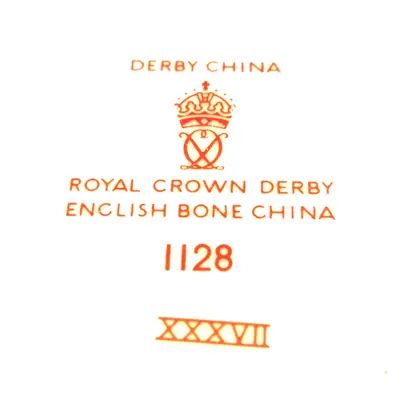 DERBY CHINA
ROYAL CROWN DERBY
ENGLISH BONE CHINA
1128
XXXVII